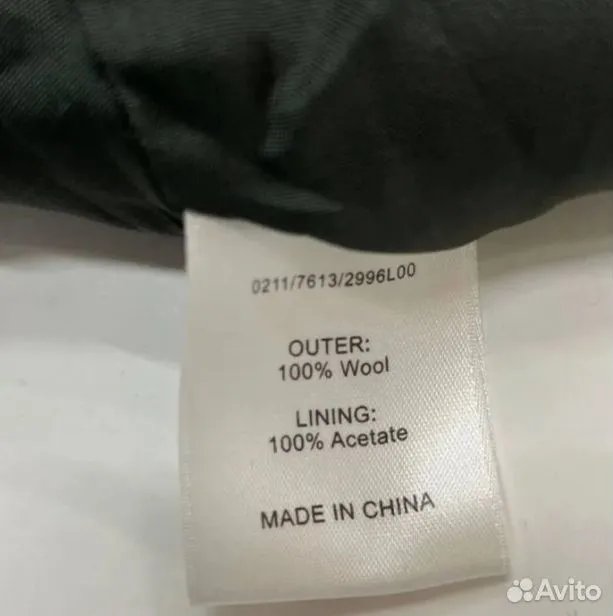 0211/7613/2996L00
OUTER:
100% Wool
LINING:
100% Acetate
MADE IN CHINA
Avito